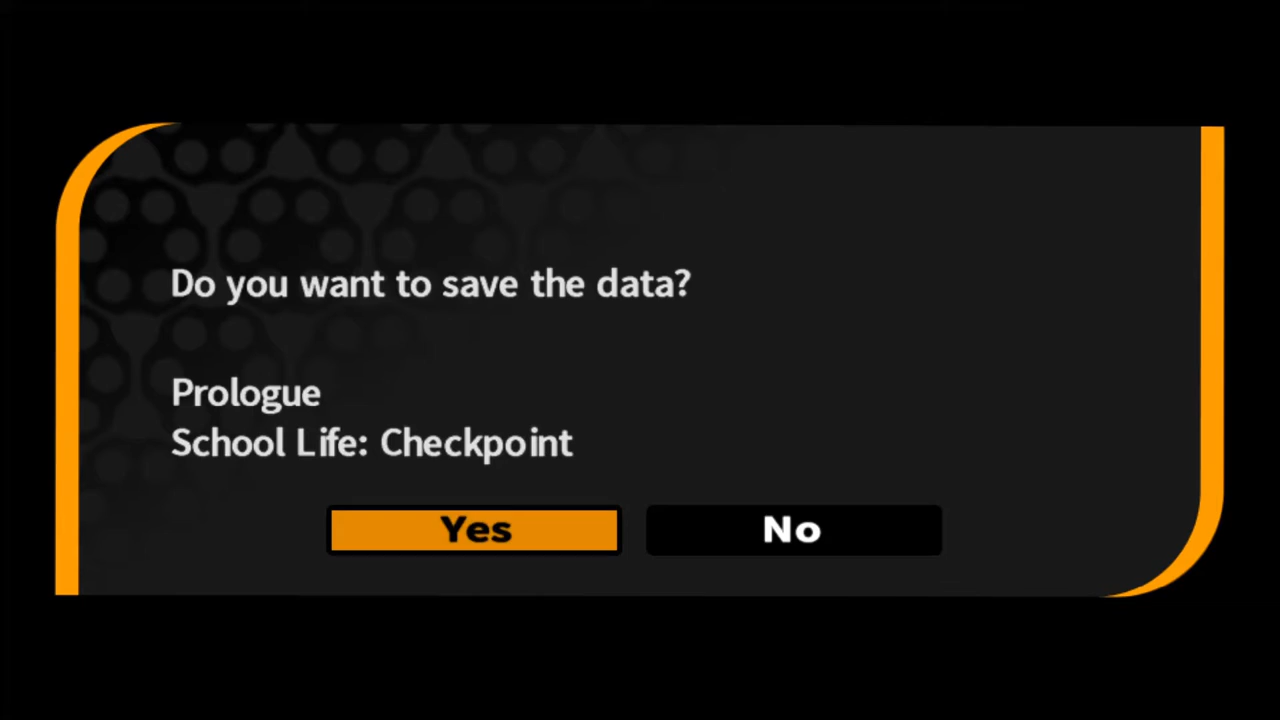 Do you want to save the data?
Prologue
School Life: Checkpoint
Yes
No